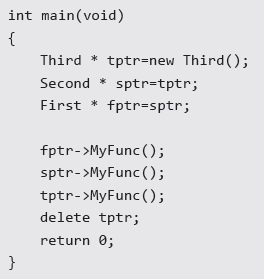 int main(void)
{
    Third * tptr=new Third();
    Second * sptr=tptr;
    First * fptr=sptr;

    fptr->MyFunc();
    sptr->MyFunc();
    tptr->MyFunc();
    delete tptr;
    return 0;
}